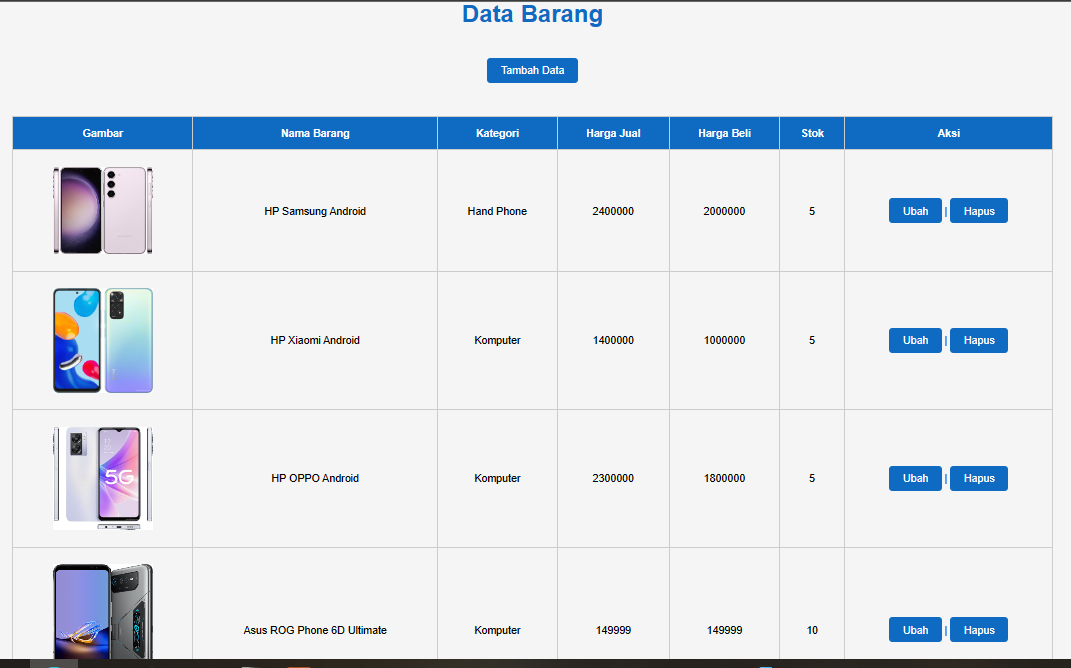 Data Barang
Tambah Data
Gambar Nama Barang Kategori Harga Jual Harga Beli Stok Aksi
HP Samsung Android Hand Phone 2400000 2000000 5 Ubah | Hapus
HP Xiaomi Android Komputer 1400000 1000000 5 Ubah | Hapus
5G HP OPPO Android Komputer 2300000 1800000 5 Ubah | Hapus
Asus ROG Phone 6D Ultimate Komputer 149999 149999 10 Ubah | Hapus